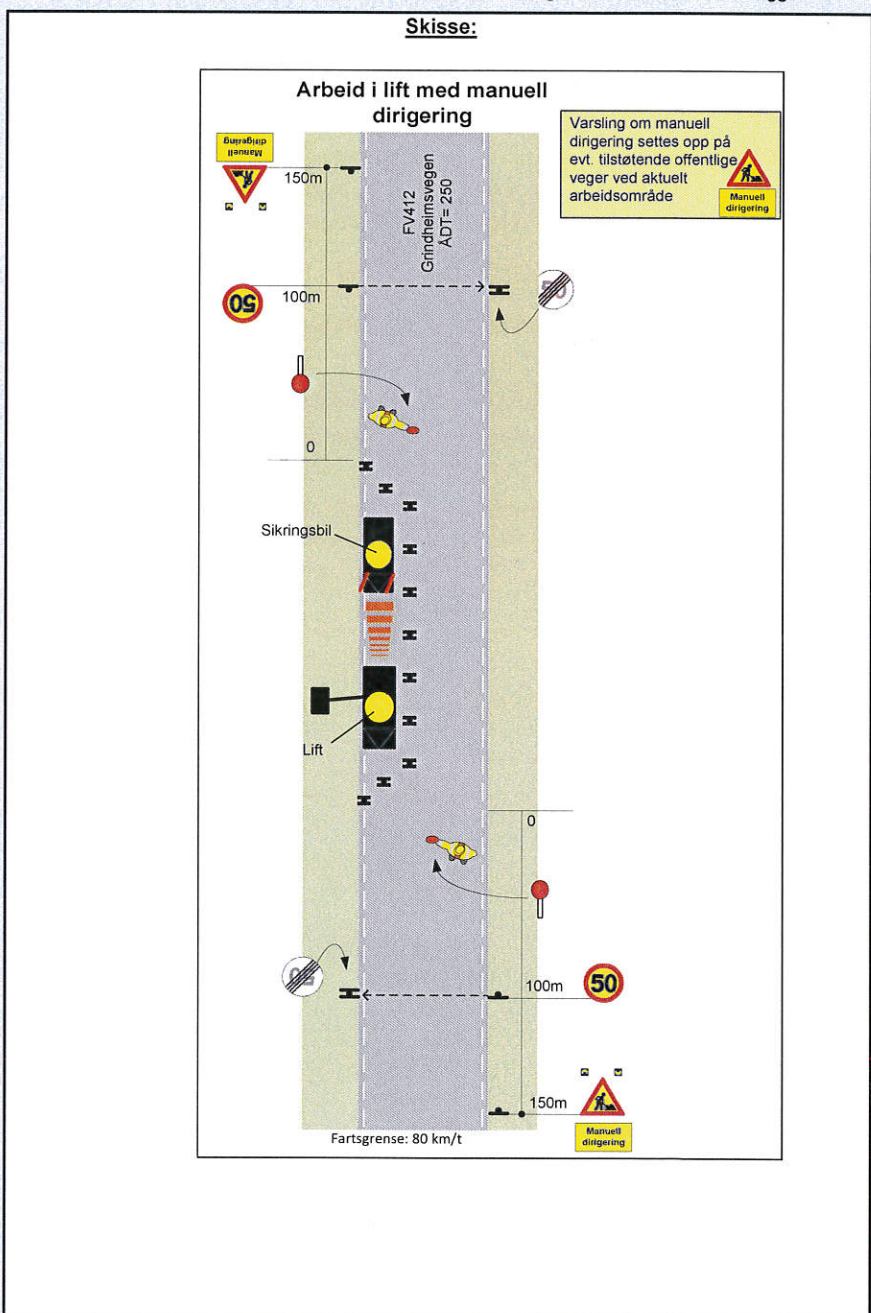 Skisse:
Arbeid i lift med manuell
dirigering
Manuell
dirigering
150m
Varsling om manuell
dirigering settes opp på
evt. tilstøtende offentlige
veger ved aktuelt
arbeidsområde
Manuell
dirigering
FV412
Grindheimsvegen
ÅDT= 250
50
100m
50
0
Sikringsbil
Lift
0
50
100m
50
150m
Manuell
dirigering
Fartsgrense: 80 km/t